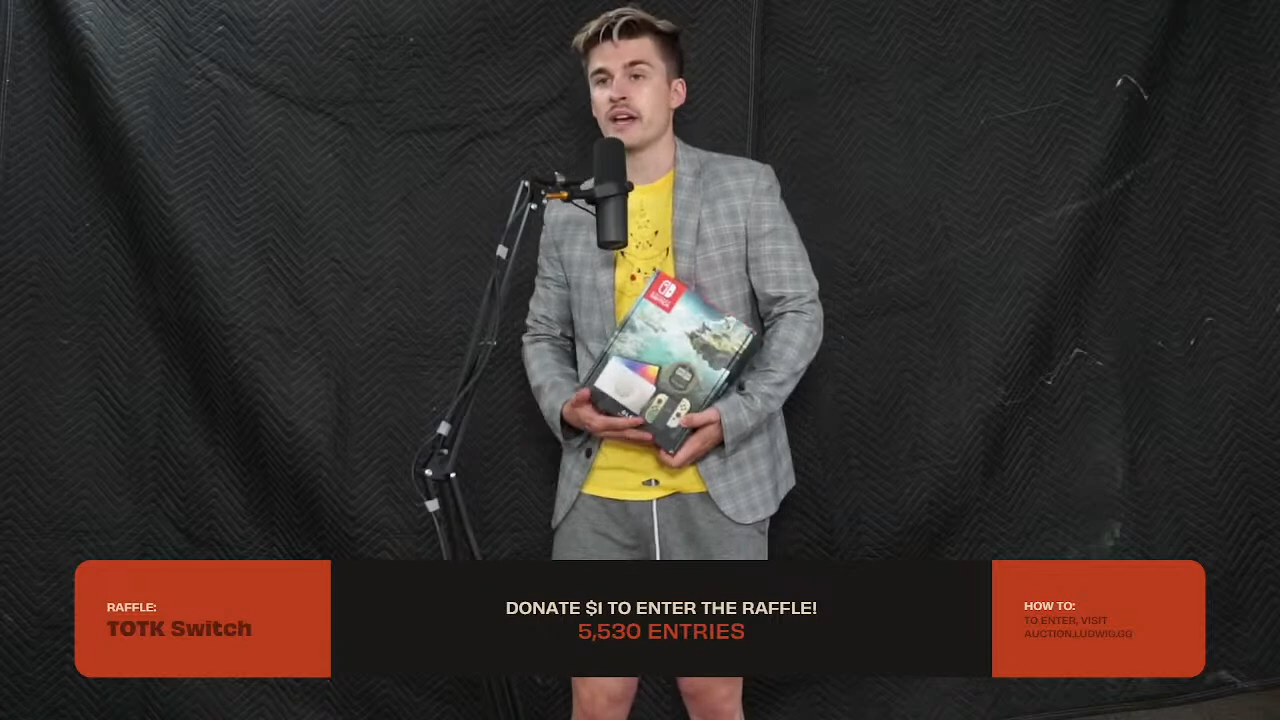 RAFFLE:
TOTK Switch
DONATE $1 TO ENTER THE RAFFLE!
5,530 ENTRIES
HOW TO:
TO ENTER, VISIT
AUCTION.LUDWIG.GG